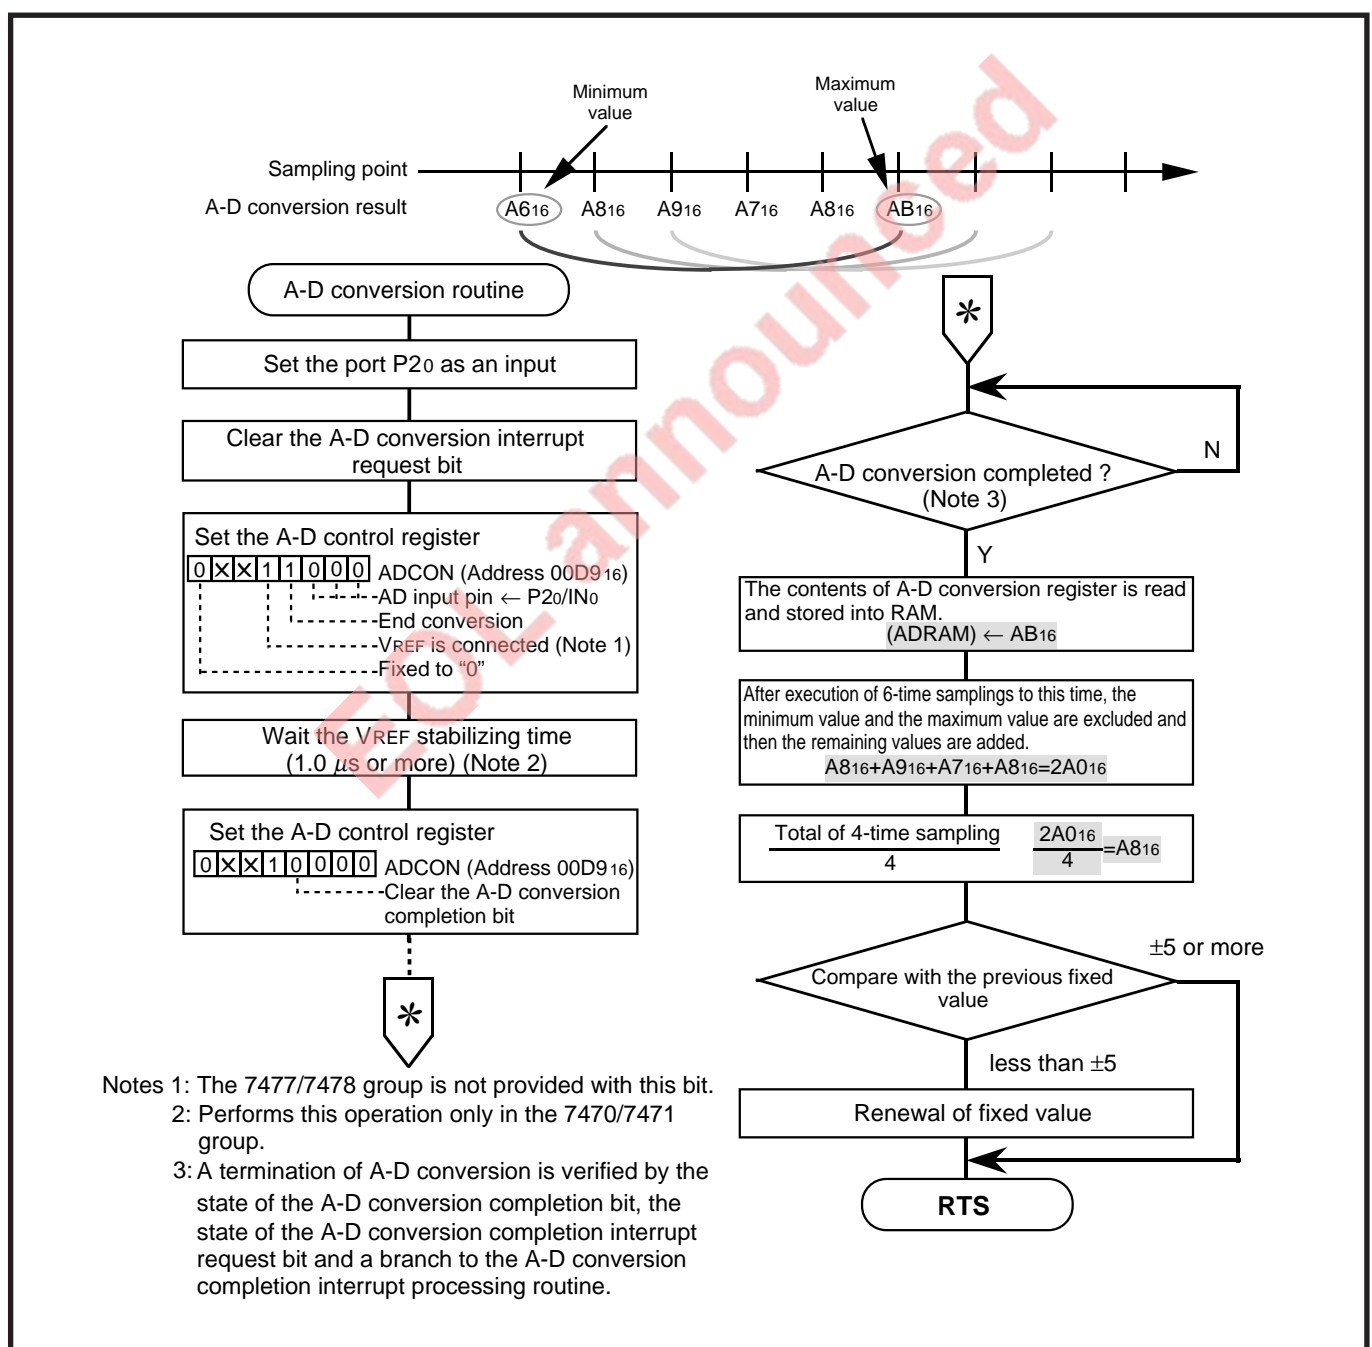 Minimum
value
Maximum
value
Sampling point
A-D conversion result
A616 A816 A916 A716 A816 AB16
A-D conversion routine
Set the port P20 as an input
Clear the A-D conversion interrupt
request bit
Set the A-D control register
0 X X 1 1 0 0 0 ADCON (Address 00D916)
AD input pin ← P20/IN0
End conversion
VREF is connected (Note 1)
Fixed to “0”
Wait the VREF stabilizing time
(1.0 μs or more) (Note 2)
Set the A-D control register
0 X X 1 0 0 0 0 ADCON (Address 00D916)
Clear the A-D conversion
completion bit
*
Notes 1: The 7477/7478 group is not provided with this bit.
2: Performs this operation only in the 7470/7471
group.
3: A termination of A-D conversion is verified by the
state of the A-D conversion completion bit, the
state of the A-D conversion completion interrupt
request bit and a branch to the A-D conversion
completion interrupt processing routine.
*
A-D conversion completed ?
(Note 3)
N
Y
The contents of A-D conversion register is read
and stored into RAM.
(ADRAM) ← AB16
After execution of 6-time samplings to this time, the
minimum value and the maximum value are excluded and
then the remaining values are added.
A816+A916+A716+A816=2A016
Total of 4-time sampling
4
2A016
4
=A816
±5 or more
Compare with the previous fixed
value
less than ±5
Renewal of fixed value
RTS
EOL announced